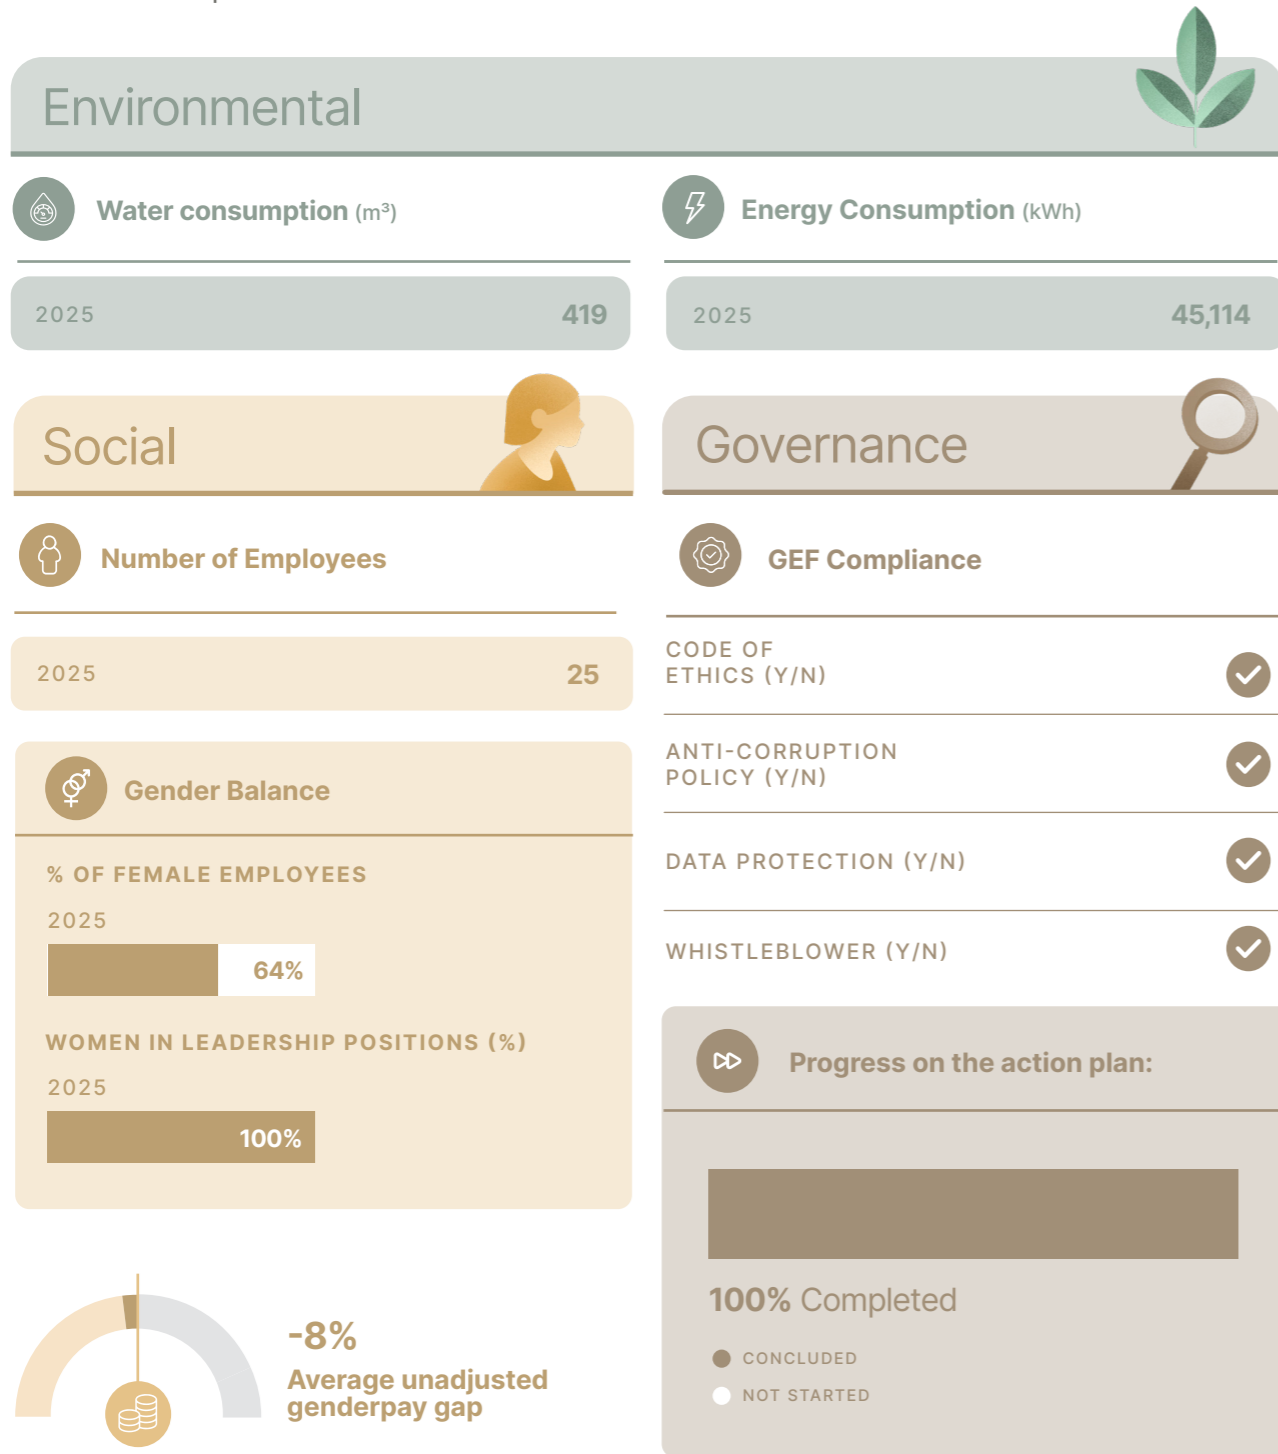 Environmental
Water consumption (m³)
2025 419
Energy Consumption (kWh)
2025 45,114
Social
Number of Employees
2025 25
Gender Balance
% OF FEMALE EMPLOYEES
2025
64%
WOMEN IN LEADERSHIP POSITIONS (%)
2025
100%
-8%
Average unadjusted
genderpay gap
Governance
GEF Compliance
CODE OF
ETHICS (Y/N)
ANTI-CORRUPTION
POLICY (Y/N)
DATA PROTECTION (Y/N)
WHISTLEBLOWER (Y/N)
Progress on the action plan:
100% Completed
CONCLUDED
NOT STARTED